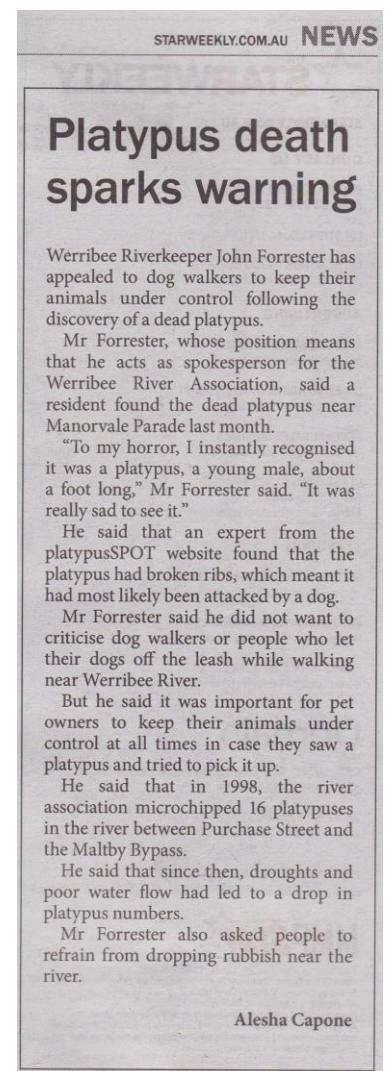 STARWEEKLY.COM.AU NEWS
Platypus death
sparks warning
Werribee Riverkeeper John Forrester has
appealed to dog walkers to keep their
animals under control following the
discovery of a dead platypus.
Mr Forrester, whose position means
that he acts as spokesperson for the
Werribee River Association, said a
resident found the dead platypus near
Manorvale Parade last month.
“To my horror, I instantly recognised
it was a platypus, a young male, about
a foot long,” Mr Forrester said. “It was
really sad to see it.”
He said that an expert from the
platypusSPOT website found that the
platypus had broken ribs, which meant it
had most likely been attacked by a dog.
Mr Forrester said he did not want to
criticise dog walkers or people who let
their dogs off the leash while walking
near Werribee River.
But he said it was important for pet
owners to keep their animals under
control at all times in case they saw a
platypus and tried to pick it up.
He said that in 1998, the river
association microchipped 16 platypuses
in the river between Purchase Street and
the Maltby Bypass.
He said that since then, droughts and
poor water flow had led to a drop in
platypus numbers.
Mr Forrester also asked people to
refrain from dropping rubbish near the
river.
Alesha Capone